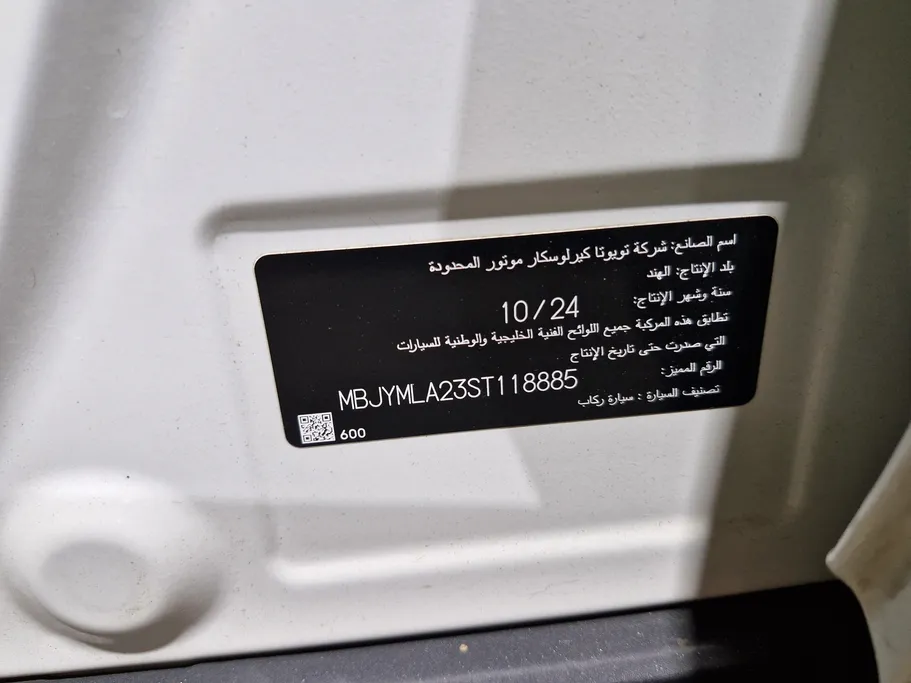 اسم الصانع: شركة تويوتا كيرلوسكار موتور المحدودة
بلد الإنتاج: الهند
سنة وشهر الإنتاج: 10/24
تطابق هذه المركبة جميع اللوائح الفنية الخليجية والوطنية للسيارات
التي صدرت حتى تاريخ الإنتاج
الرقم المميز: MBJYMLA23ST118885
تصنيف السيارة : سيارة ركاب
600